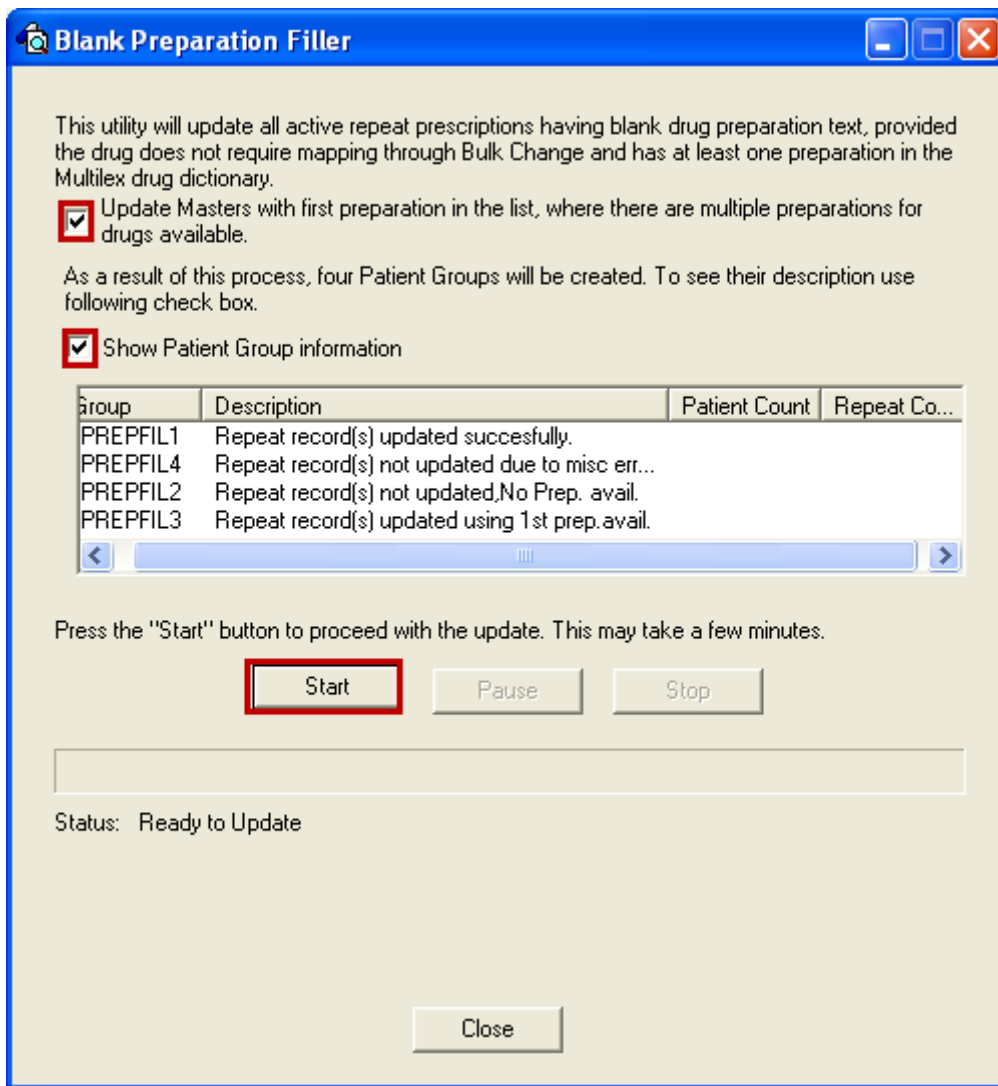 Blank Preparation Filler
This utility will update all active repeat prescriptions having blank drug preparation text, provided
the drug does not require mapping through Bulk Change and has at least one preparation in the
Multilex drug dictionary.
Update Masters with first preparation in the list, where there are multiple preparations for
drugs available.
As a result of this process, four Patient Groups will be created. To see their description use
following check box.
Show Patient Group information
Group Description Patient Count Repeat Co...
PREPFIL1 Repeat record(s) updated succesfully.
PREPFIL4 Repeat record(s) not updated due to misc err...
PREPFIL2 Repeat record(s) not updated,No Prep. avail.
PREPFIL3 Repeat record(s) updated using 1st prep.avail.
Press the "Start" button to proceed with the update. This may take a few minutes.
Start Pause Stop
Status: Ready to Update
Close